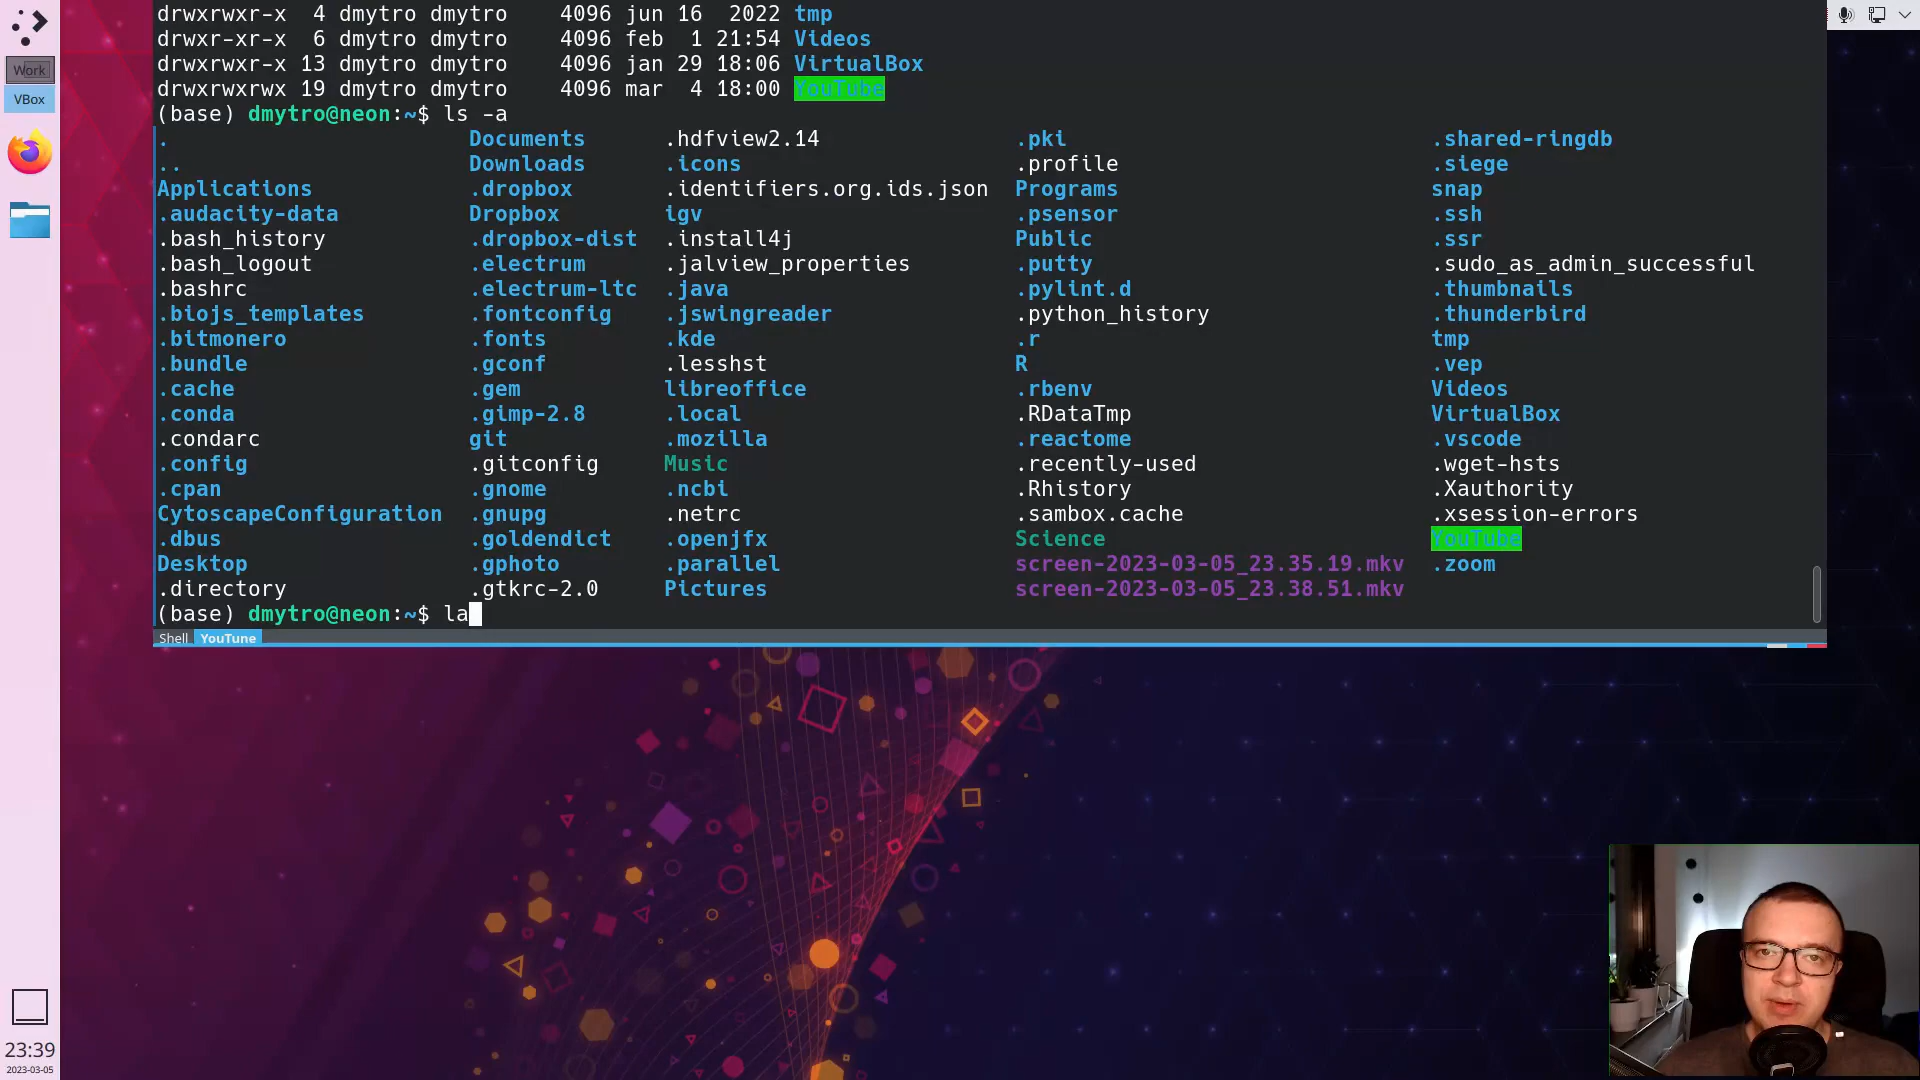 drwxrwxr-x  4 dmytro dmytro    4096 jun 16  2022 tmp
drwxr-xr-x  6 dmytro dmytro    4096 feb  1 21:54 Videos
drwxrwxr-x 13 dmytro dmytro    4096 jan 29 18:06 VirtualBox
drwxrwxrwx 19 dmytro dmytro    4096 mar  4 18:00 YouTube
(base) dmytro@neon:~$ ls -a
. Documents .hdfview2.14 .pki .shared-ringdb
.. Downloads .icons .profile .siege
Applications .dropbox .identifiers.org.ids.json Programs snap
.audacity-data Dropbox igv .psensor .ssh
.bash_history .dropbox-dist .install4j Public .ssr
.bash_logout .electrum .jalview_properties .putty .sudo_as_admin_successful
.bashrc .electrum-ltc .java .pylint.d .thumbnails
.biojs_templates .fontconfig .jswingreader .python_history .thunderbird
.bitmonero .fonts .kde .r tmp
.bundle .gconf .lesshst R .vep
.cache .gem libreoffice .rbenv Videos
.conda .gimp-2.8 .local .RDataTmp VirtualBox
.condarc git .mozilla .reactome .vscode
.config .gitconfig Music .recently-used .wget-hsts
.cpan .gnome .ncbi .Rhistory .Xauthority
CytoscapeConfiguration .gnupg .netrc .sambox.cache .xsession-errors
.dbus .goldendict .openjfx Science YouTube
Desktop .gphoto .parallel screen-2023-03-05_23.35.19.mkv .zoom
.directory .gtkrc-2.0 Pictures screen-2023-03-05_23.38.51.mkv
(base) dmytro@neon:~$ la
Shell YouTune
Work
VBox
23:39
2023-03-05